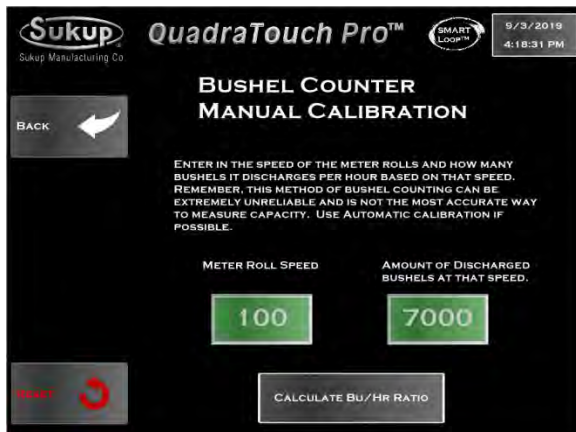 Sukup
Sukup Manufacturing Co
QuadraTouch Pro™
SMART
LOOP™
9/3/2019
4:18:31 PM
BUSHEL COUNTER
MANUAL CALIBRATION
BACK
ENTER IN THE SPEED OF THE METER ROLLS AND HOW MANY
BUSHELS IT DISCHARGES PER HOUR BASED ON THAT SPEED.
REMEMBER, THIS METHOD OF BUSHEL COUNTING CAN BE
EXTREMELY UNRELIABLE AND IS NOT THE MOST ACCURATE WAY
TO MEASURE CAPACITY. USE AUTOMATIC CALIBRATION IF
POSSIBLE.
METER ROLL SPEED
AMOUNT OF DISCHARGED
BUSHELS AT THAT SPEED.
100
7000
RESET
CALCULATE BU/HR RATIO